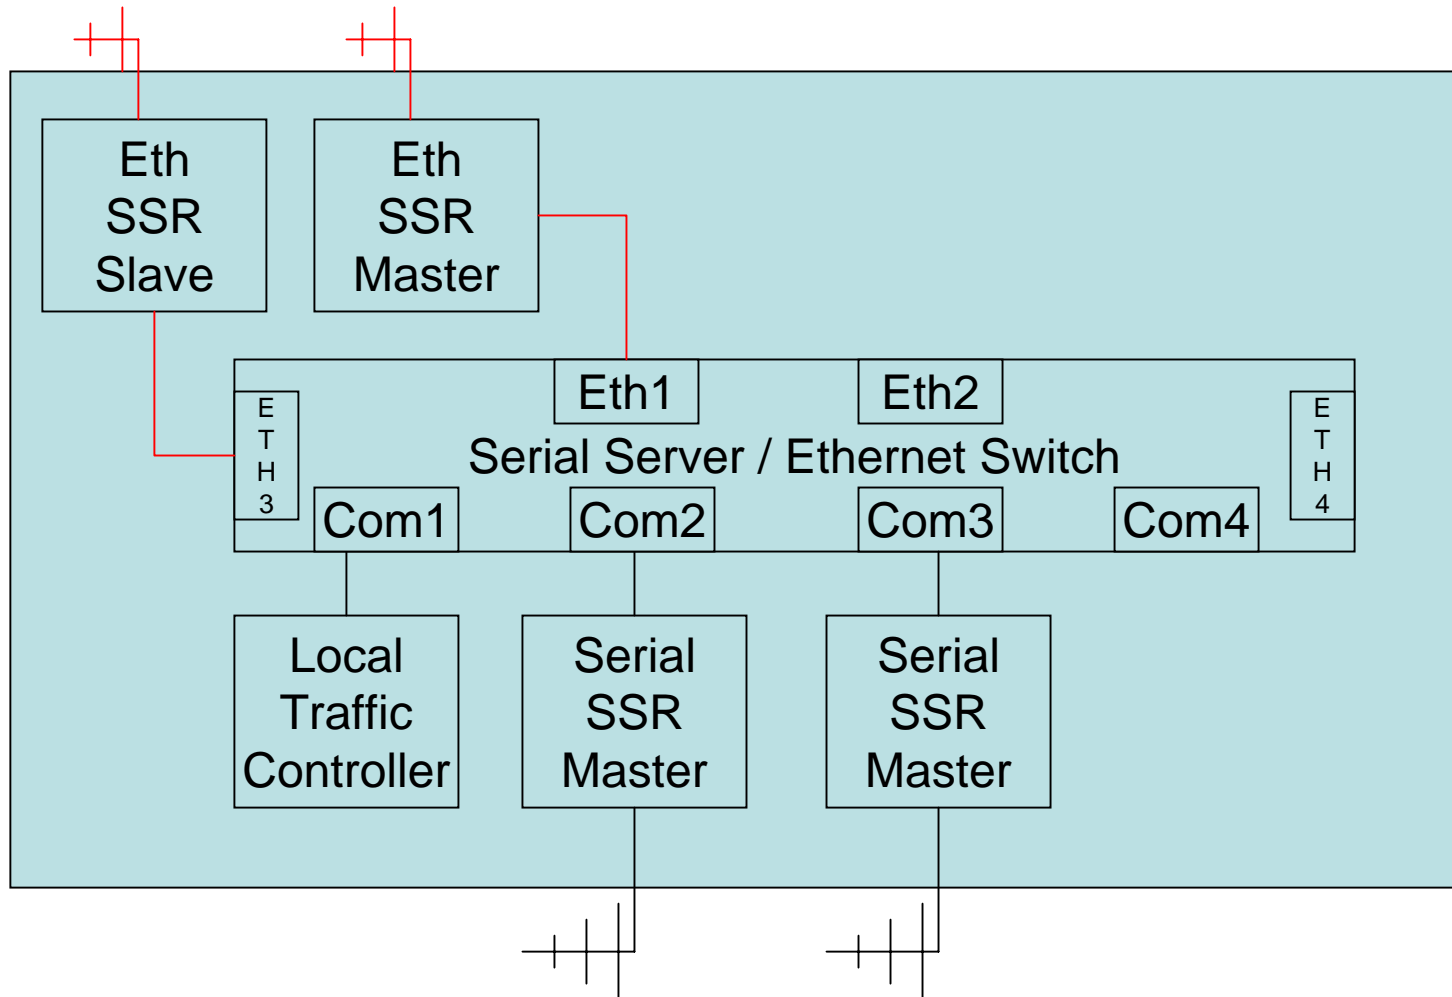 Eth
SSR
Slave
Eth
SSR
Master
Eth1
Eth2
E
T
H
3
E
T
H
4
Serial Server / Ethernet Switch
Com1
Com2
Com3
Com4
Local
Traffic
Controller
Serial
SSR
Master
Serial
SSR
Master